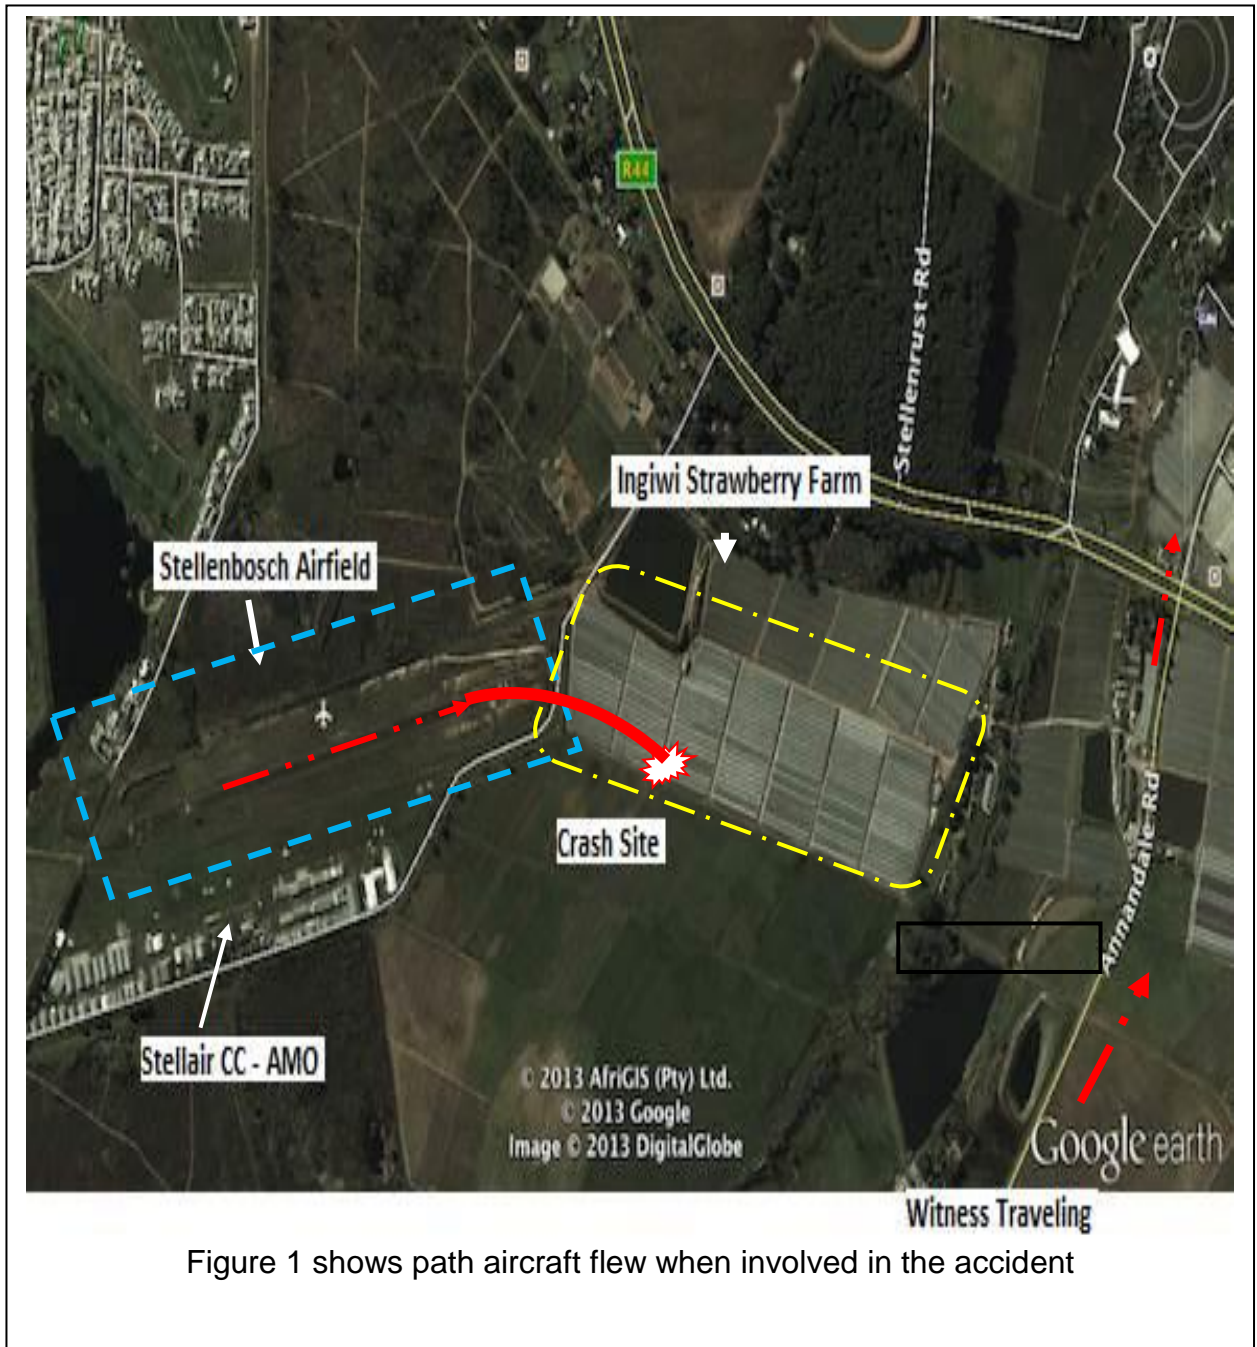 R44
Stellenrust-Rd
Ingiwi Strawberry Farm
Stellenbosch Airfield
Crash Site
Annandale-Rd
Stellair CC - AMO
© 2013 AfriGIS (Pty) Ltd.
© 2013 Google
Image © 2013 DigitalGlobe
Google earth
Witness Traveling
Figure 1 shows path aircraft flew when involved in the accident